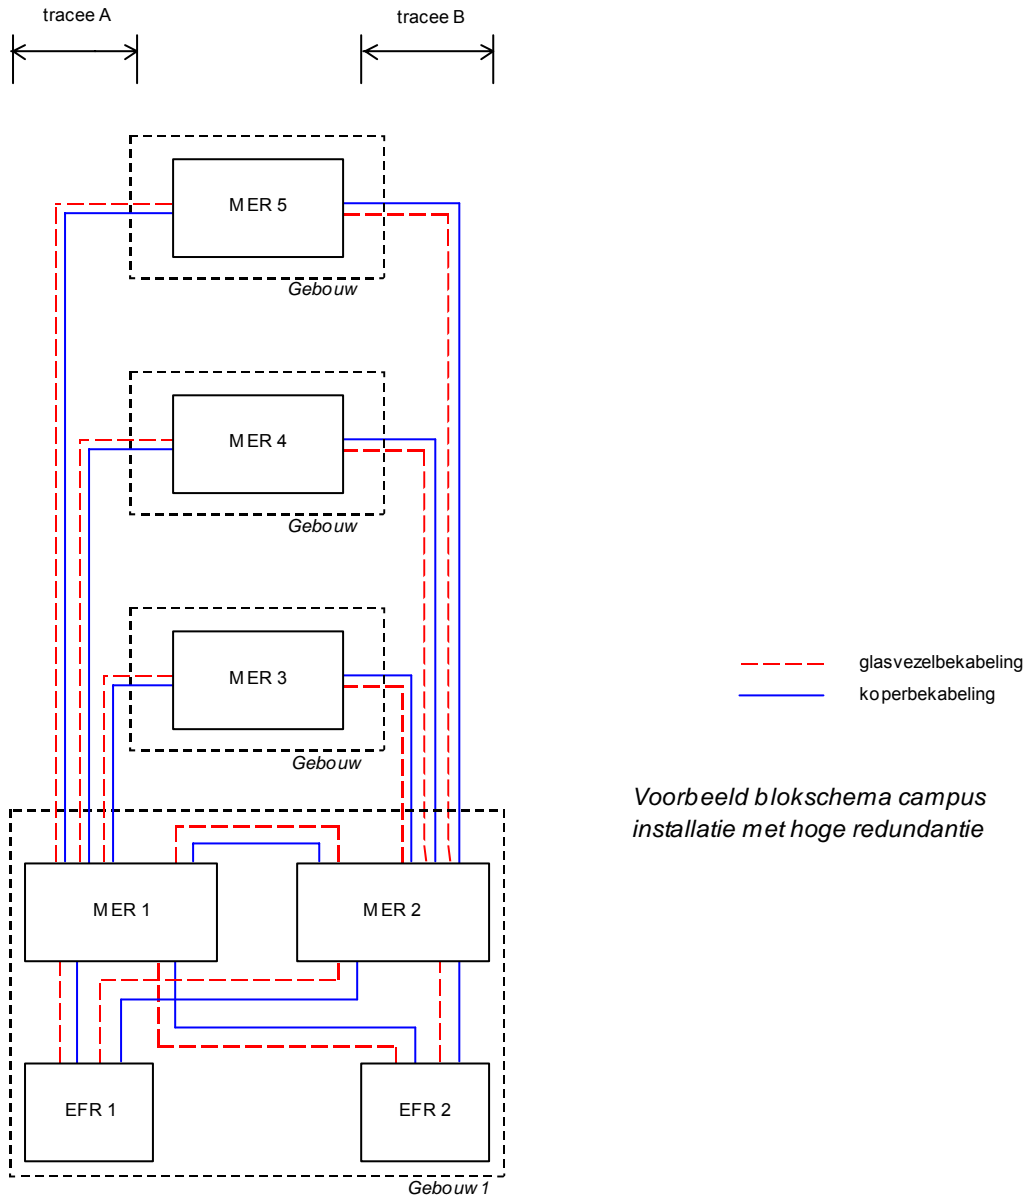 tracee A
tracee B
MER 5
Gebouw
MER 4
Gebouw
MER 3
Gebouw
glasvezelbekabeling
koperbekabeling
Voorbeeld blokschema campus
installatie met hoge redundantie
MER 1
MER 2
EFR 1
EFR 2
Gebouw 1